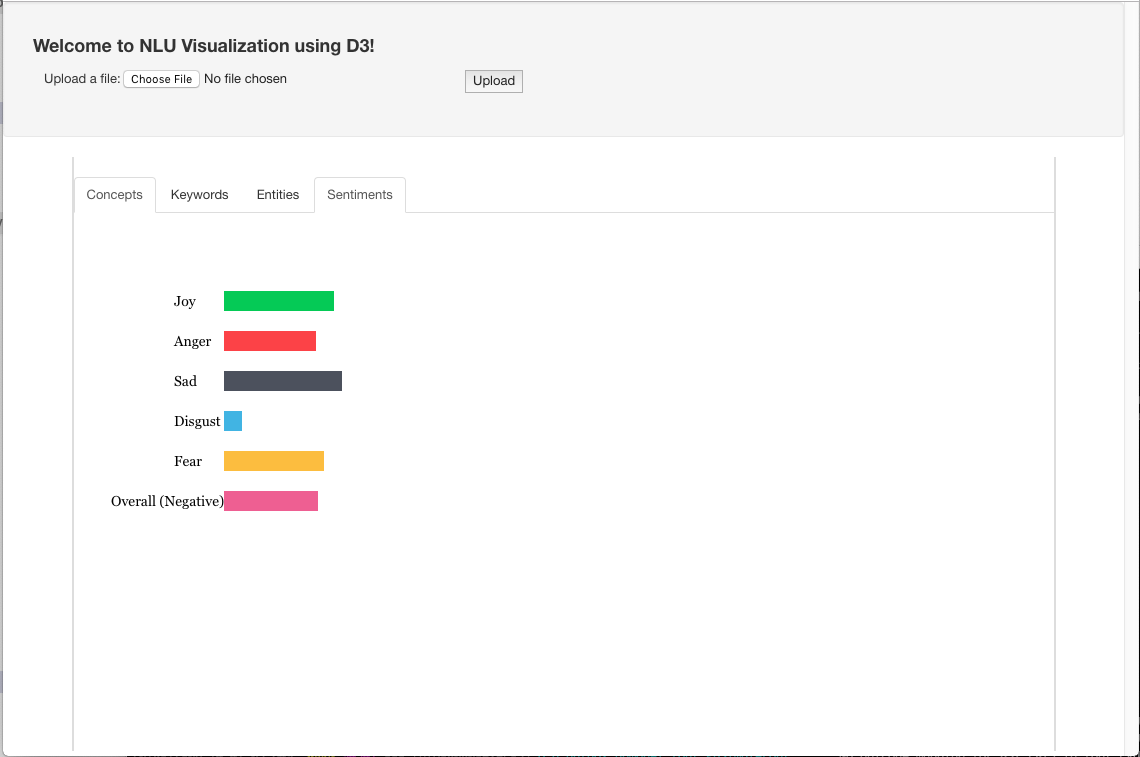 Welcome to NLU Visualization using D3!
Upload a file: Choose File No file chosen Upload
Concepts Keywords Entities Sentiments
Joy
Anger
Sad
Disgust
Fear
Overall (Negative)